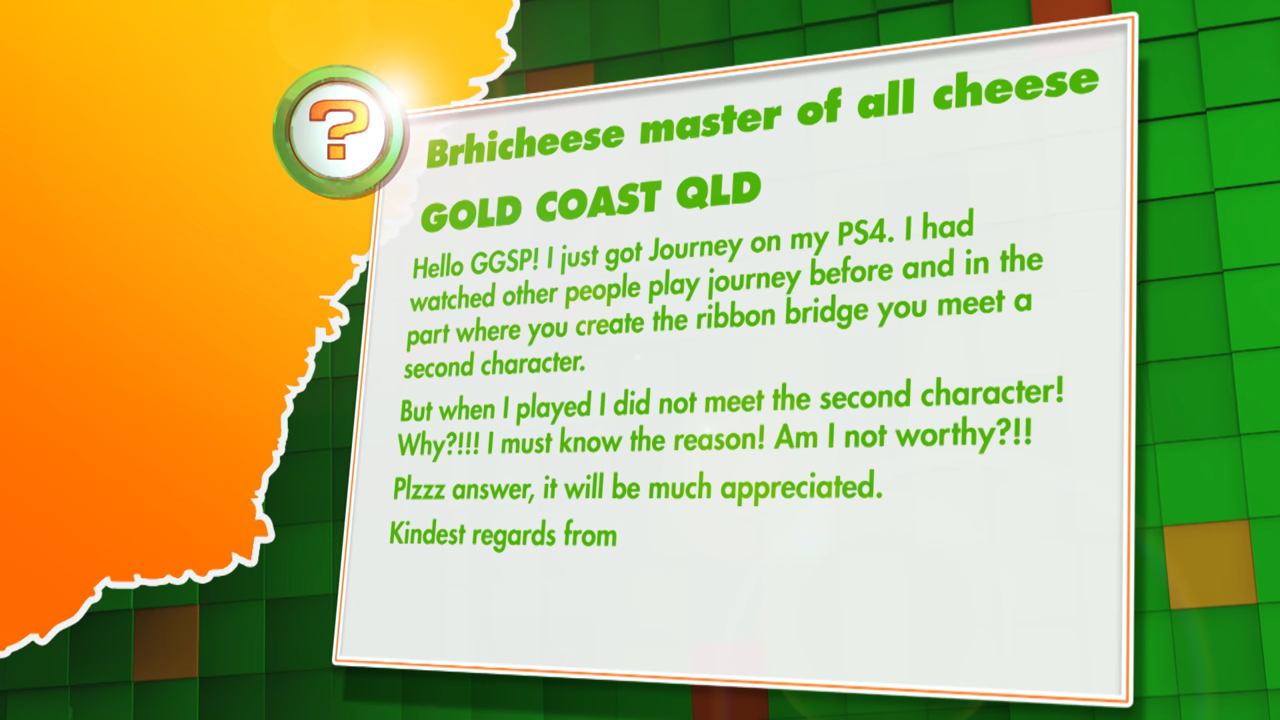 ?
Brhicheese master of all cheese
GOLD COAST QLD
Hello GGSP! I just got Journey on my PS4. I had
watched other people play journey before and in the
part where you create the ribbon bridge you meet a
second character.
But when I played I did not meet the second character!
Why?!!! I must know the reason! Am I not worthy?!!
Plzzz answer, it will be much appreciated.
Kindest regards from